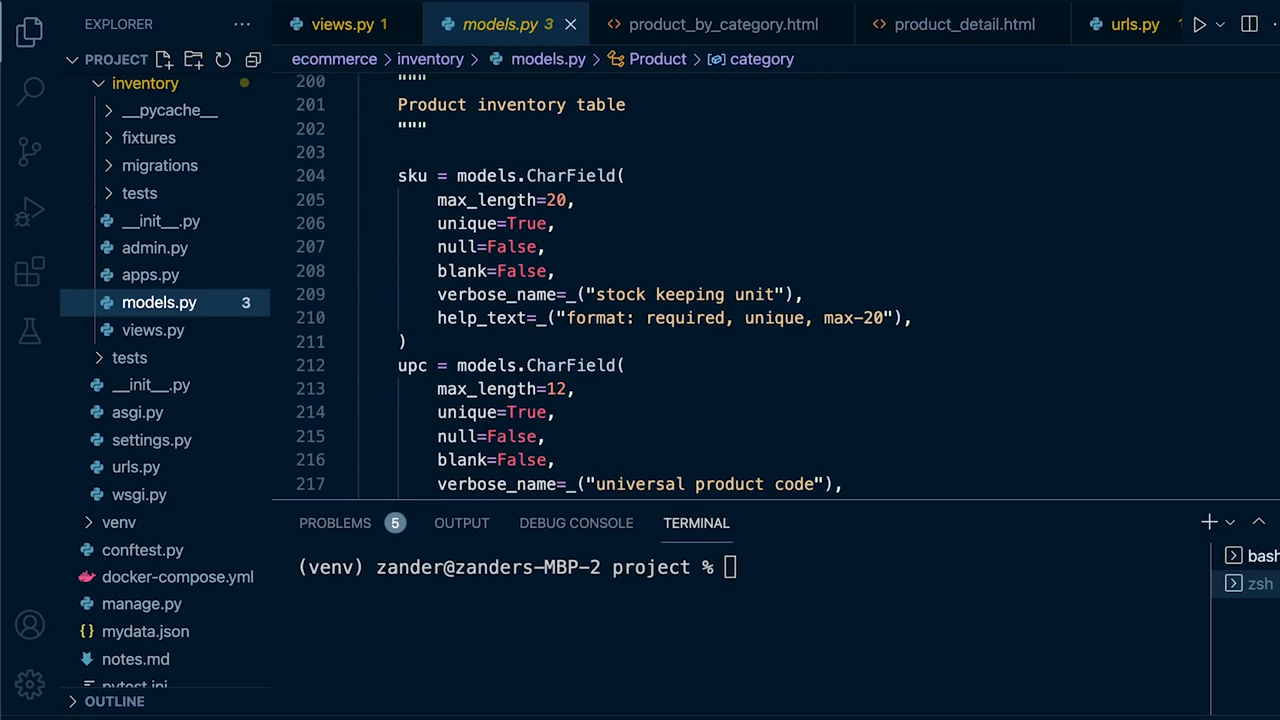 EXPLORER ···
views.py 1
models.py 3
product_by_category.html
product_detail.html
urls.py
PROJECT
ecommerce > inventory > models.py > Product > category
inventory
__pycache__
fixtures
migrations
tests
__init__.py
admin.py
apps.py
models.py 3
views.py
tests
__init__.py
asgi.py
settings.py
urls.py
wsgi.py
venv
conftest.py
docker-compose.yml
manage.py
mydata.json
notes.md
pytest.ini
OUTLINE
200 """
201 Product inventory table
202 """
203
204 sku = models.CharField(
205 max_length=20,
206 unique=True,
207 null=False,
208 blank=False,
209 verbose_name=_("stock keeping unit"),
210 help_text=_("format: required, unique, max-20"),
211 )
212 upc = models.CharField(
213 max_length=12,
214 unique=True,
215 null=False,
216 blank=False,
217 verbose_name=_("universal product code"),
PROBLEMS 5 OUTPUT DEBUG CONSOLE TERMINAL
(venv) zander@zanders-MBP-2 project %
bash
zsh